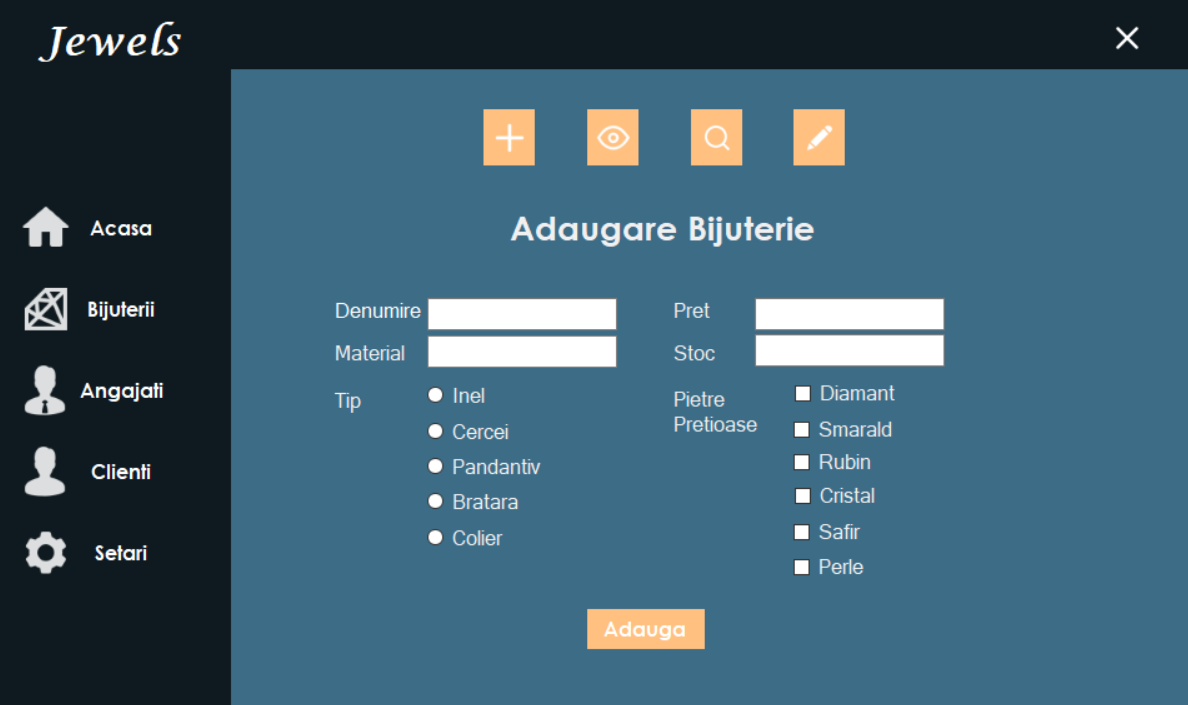 Jewels
Acasa
Bijuterii
Angajati
Clienti
Setari
Adaugare Bijuterie
Denumire
Material
Tip
Inel
Cercei
Pandantiv
Bratara
Colier
Pret
Stoc
Pietre
Pretioase
Diamant
Smarald
Rubin
Cristal
Safir
Perle
Adauga